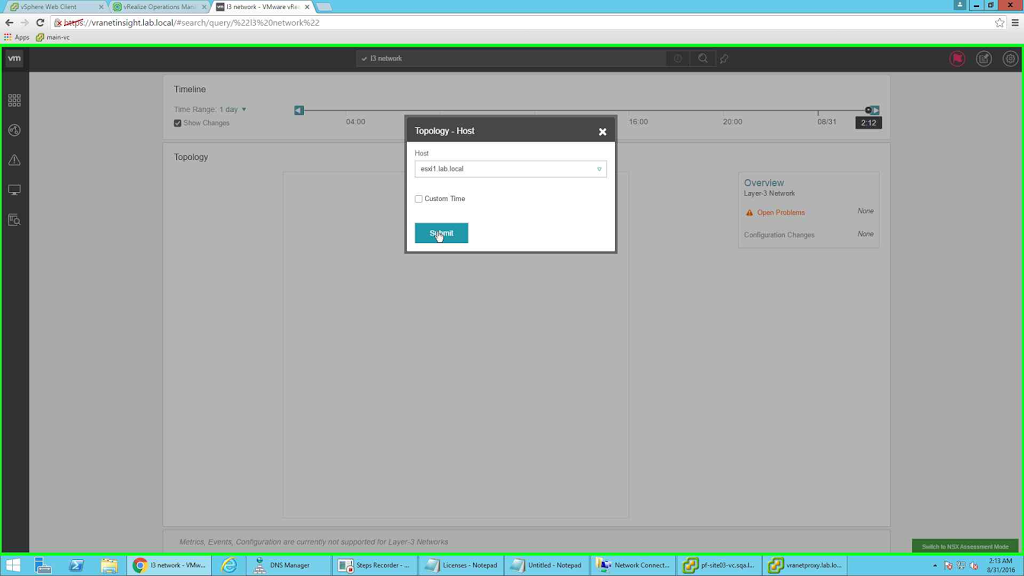 vSphere Web Client
vRealize Operations Man
l3 network - VMware vRe
https://vranetinsight.lab.local/#search/query/%22l3%20network%22
Apps
main-vc
vm
l3 network
Timeline
Time Range: 1 day
Show Changes
04:00
16:00
20:00
08/31
2:12
Topology - Host
Host
esxi1.lab.local
Custom Time
Submit
Topology
Overview
Layer-3 Network
Open Problems
None
Configuration Changes
None
Metrics, Events, Configuration are currently not supported for Layer-3 Networks
Switch to NSX Assessment Mode
l3 network - VMw...
DNS Manager
Steps Recorder - ...
Licenses - Notepad
Untitled - Notepad
Network Connect...
pf-site03-vc.sqa.l...
vranetproxy.lab.lo...
2:13 AM
8/31/2016